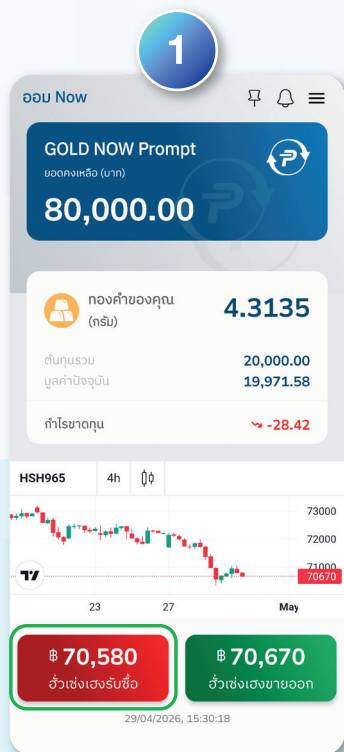 1
ออม Now
GOLD NOW Prompt
ยอดคงเหลือ (บาท)
80,000.00
ทองคำของคุณ
(กรัม)
4.3135
ต้นทุนรวม 20,000.00
มูลค่าปัจจุบัน 19,971.58
กำไรขาดทุน -28.42
HSH965 4h
73000
72000
71000
70670
23 27 May
฿ 70,580
ฮั่วเซ่งเฮงรับซื้อ
฿ 70,670
ฮั่วเซ่งเฮงขายออก
29/04/2026, 15:30:18